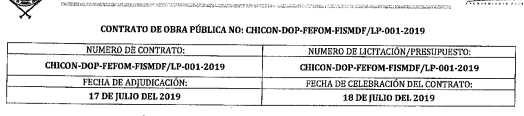 CONTRATO DE OBRA PÚBLICA NO: CHICON-DOP-FEFOM-FISMDF/LP-001-2019
NUMERO DE CONTRATO: NUMERO DE LICITACIÓN/PRESUPUESTO:
CHICON-DOP-FEFOM-FISMDF/LP-001-2019 CHICON-DOP-FEFOM-FISMDF/LP-001-2019
FECHA DE ADJUDICACIÓN: FECHA DE CELEBRACIÓN DEL CONTRATO:
17 DE JULIO DEL 2019 18 DE JULIO DEL 2019